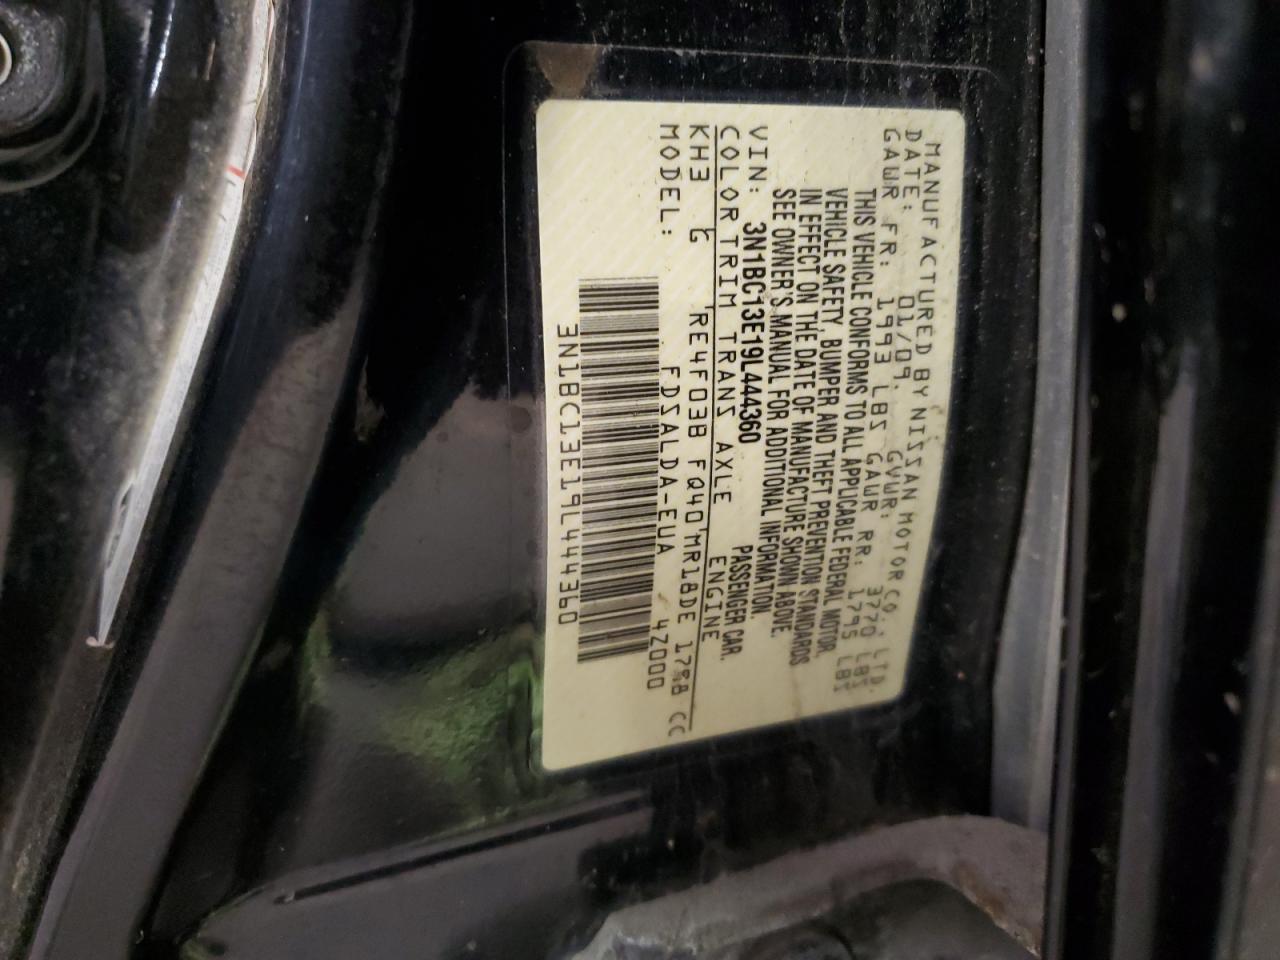 MANUFACTURED BY NISSAN MOTOR CO., LTD.
DATE: 01/09. GVWR: 3770 LBS
GAWR FR: 1993 LBS GAWR RR: 1795 LBS
THIS VEHICLE CONFORMS TO ALL APPLICABLE FEDERAL MOTOR
VEHICLE SAFETY, BUMPER AND THEFT PREVENTION STANDARDS
IN EFFECT ON THE DATE OF MANUFACTURE SHOWN ABOVE.
SEE OWNER'S MANUAL FOR ADDITIONAL INFORMATION.
VIN: 3N1BC13E19L444360 PASSENGER CAR.
COLOR TRIM TRANS AXLE ENGINE
KH3 G RE4F03B FQ40 MR18DE 1798 CC
MODEL: FDSALDA-EUA 4Z000
3N1BC13E19L444360